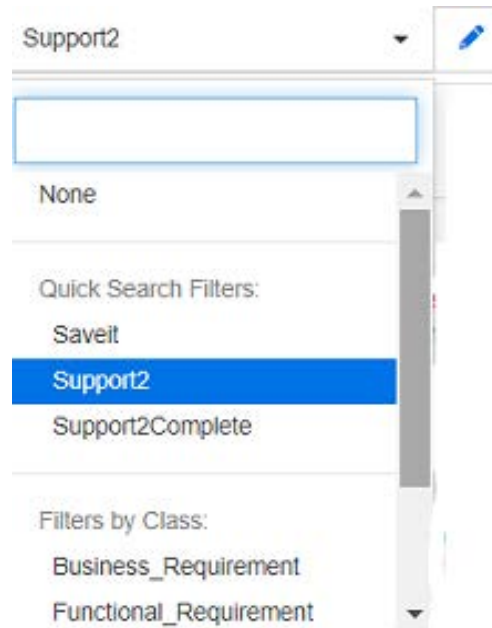 Support2
None
Quick Search Filters:
Saveit
Support2
Support2Complete
Filters by Class:
Business_Requirement
Functional_Requirement